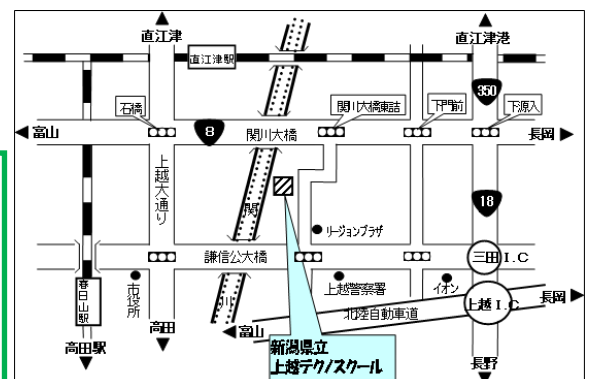 直江津
直江津港
直江津駅
350
石橋
関川大橋東詰
下門前
下源入
富山
8
関川大橋
長岡
上越大通り
関
18
リージョンプラザ
謙信公大橋
三田I.C
春日山駅
市役所
川
上越警察署
イオン
上越I.C
長岡
北陸自動車道
高田
富山
高田駅
新潟県立
上越テクノスクール
長野